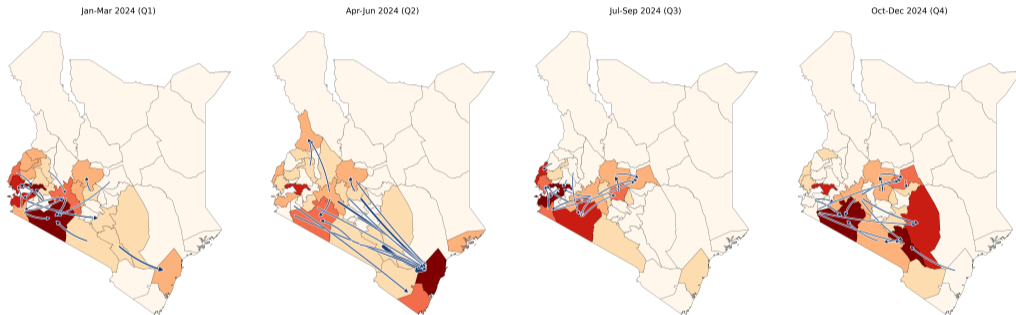 Jan-Mar 2024 (Q1)
Apr-Jun 2024 (Q2)
Jul-Sep 2024 (Q3)
Oct-Dec 2024 (Q4)